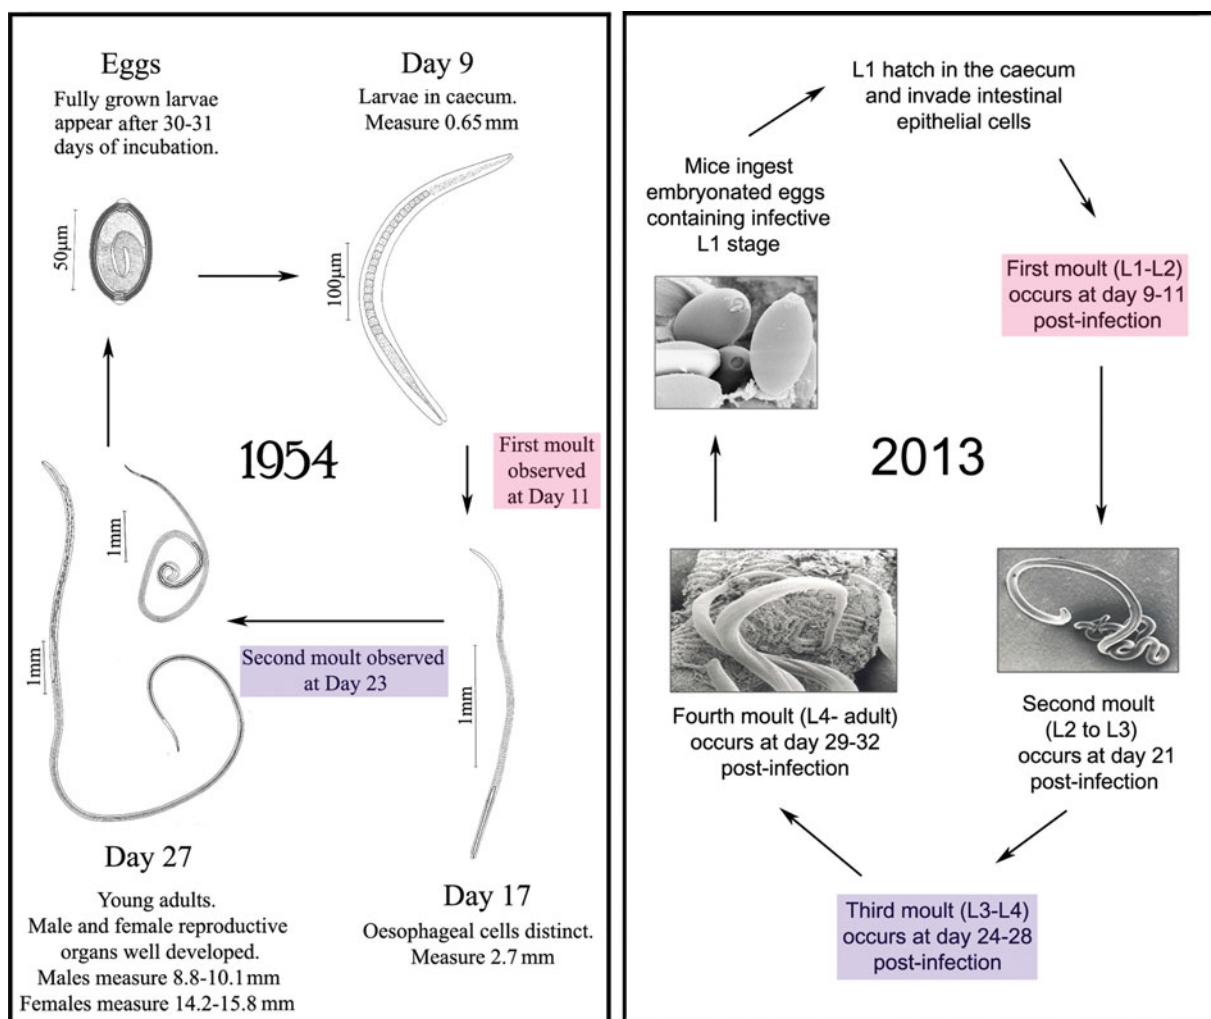 Eggs
Fully grown larvae
appear after 30-31
days of incubation.
50μm
Day 9
Larvae in caecum.
Measure 0.65 mm
100μm
1954
First moult
observed
at Day 11
1mm
1mm
Second moult observed
at Day 23
1mm
Day 27
Young adults.
Male and female reproductive
organs well developed.
Males measure 8.8-10.1 mm
Females measure 14.2-15.8 mm
Day 17
Oesophageal cells distinct.
Measure 2.7 mm
L1 hatch in the caecum
and invade intestinal
epithelial cells
Mice ingest
embryonated eggs
containing infective
L1 stage
First moult (L1-L2)
occurs at day 9-11
post-infection
2013
Second moult
(L2 to L3)
occurs at day 21
post-infection
Fourth moult (L4- adult)
occurs at day 29-32
post-infection
Third moult (L3-L4)
occurs at day 24-28
post-infection